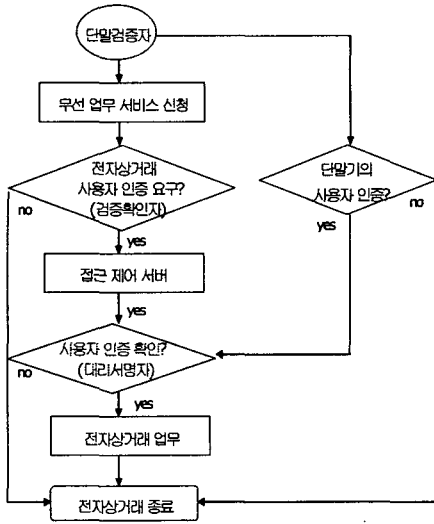 단말검증자
무선 업무 서비스 신청
전자상거래
사용자 인증 요구?
(검증확인자)
no
yes
단말기의
사용자 인증?
no
yes
접근 제어 서버
yes
사용자 인증 확인?
(대리서명자)
no
yes
전자상거래 업무
전자상거래 종료